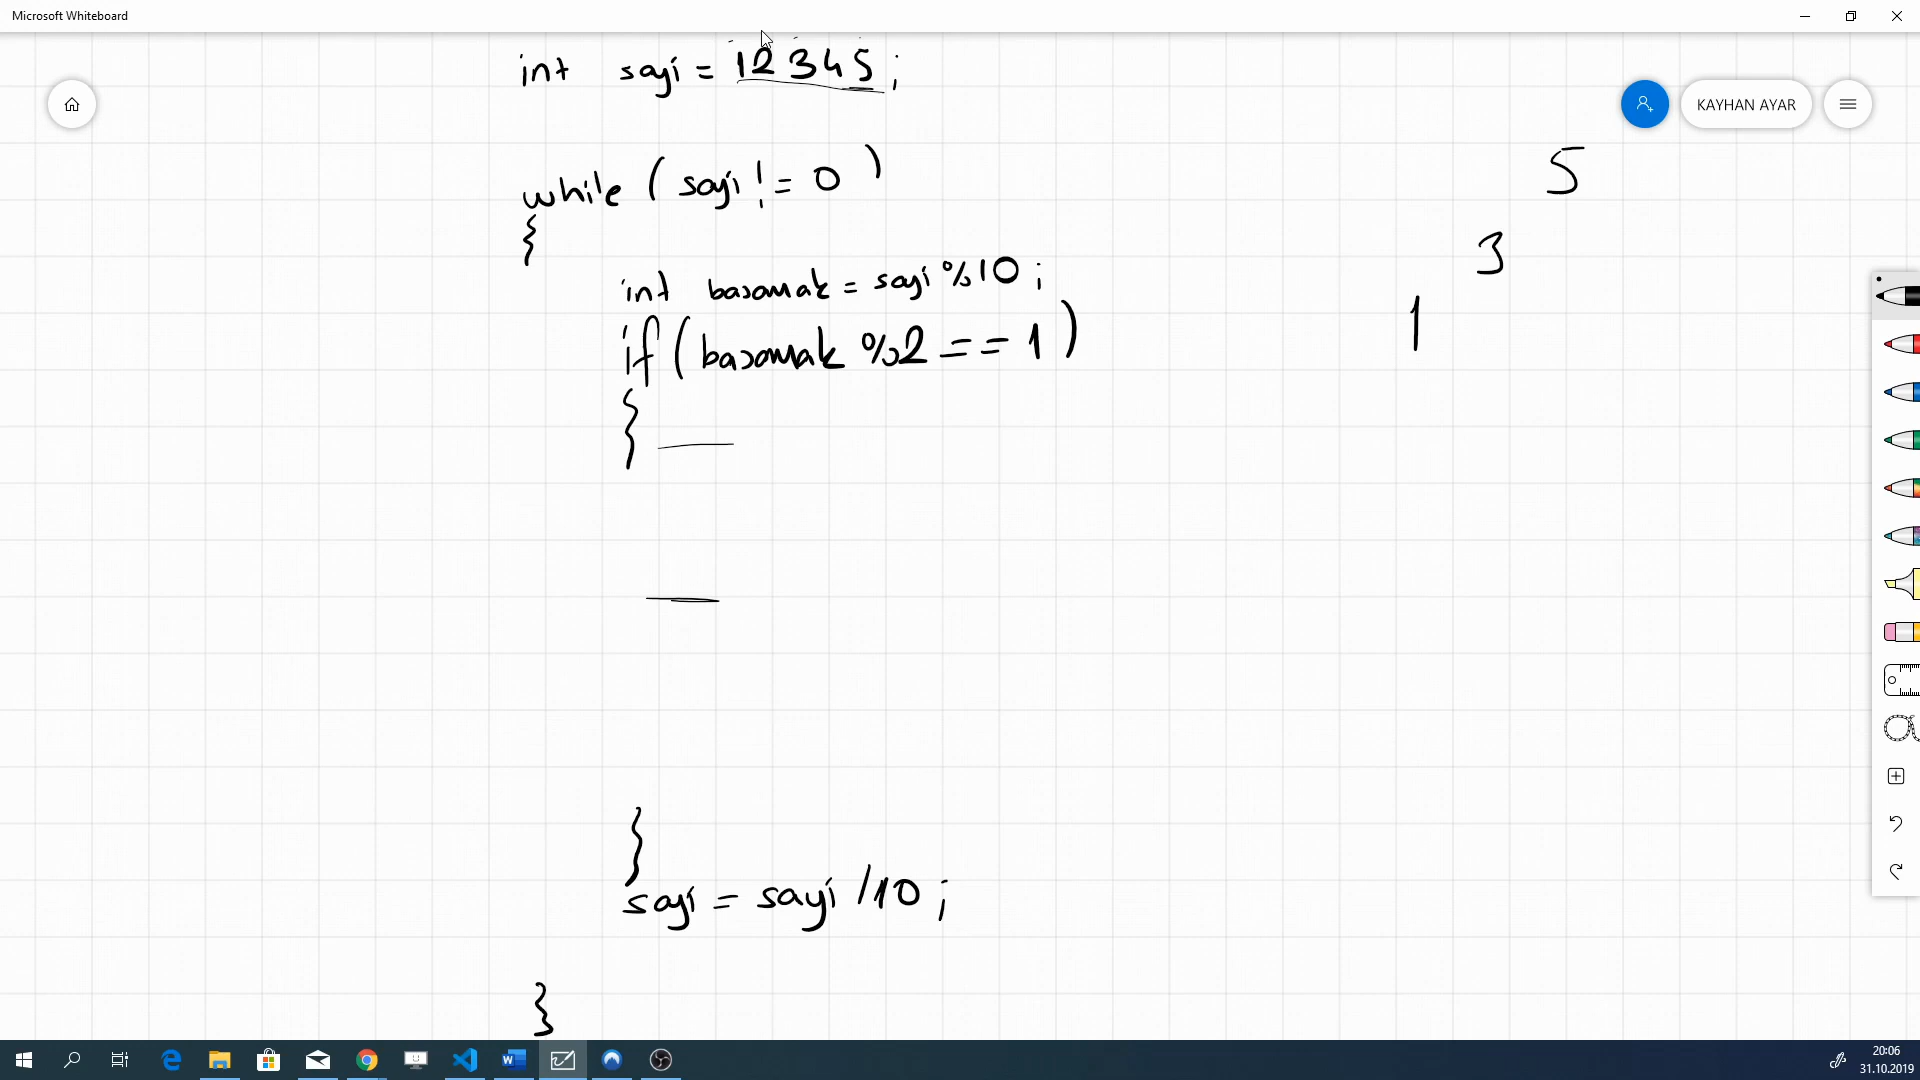 Microsoft Whiteboard
int sayi = 12345;
KAYHAN AYAR
while (sayi != 0)
{
5
3
1
int basamak = sayi %10;
if (basamak %2 == 1)
{
}
sayi = sayi /10;
}
20:06
31.10.2019